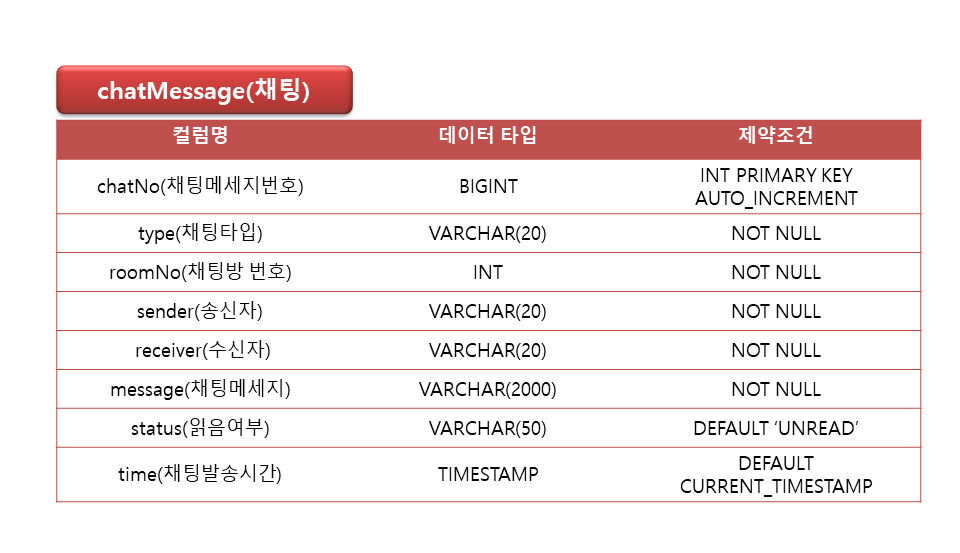 chatMessage(채팅)
컬럼명 데이터 타입 제약조건
chatNo(채팅메세지번호) BIGINT INT PRIMARY KEY
AUTO_INCREMENT
type(채팅타입) VARCHAR(20) NOT NULL
roomNo(채팅방 번호) INT NOT NULL
sender(송신자) VARCHAR(20) NOT NULL
receiver(수신자) VARCHAR(20) NOT NULL
message(채팅메세지) VARCHAR(2000) NOT NULL
status(읽음여부) VARCHAR(50) DEFAULT ‘UNREAD’
time(채팅발송시간) TIMESTAMP DEFAULT
CURRENT_TIMESTAMP